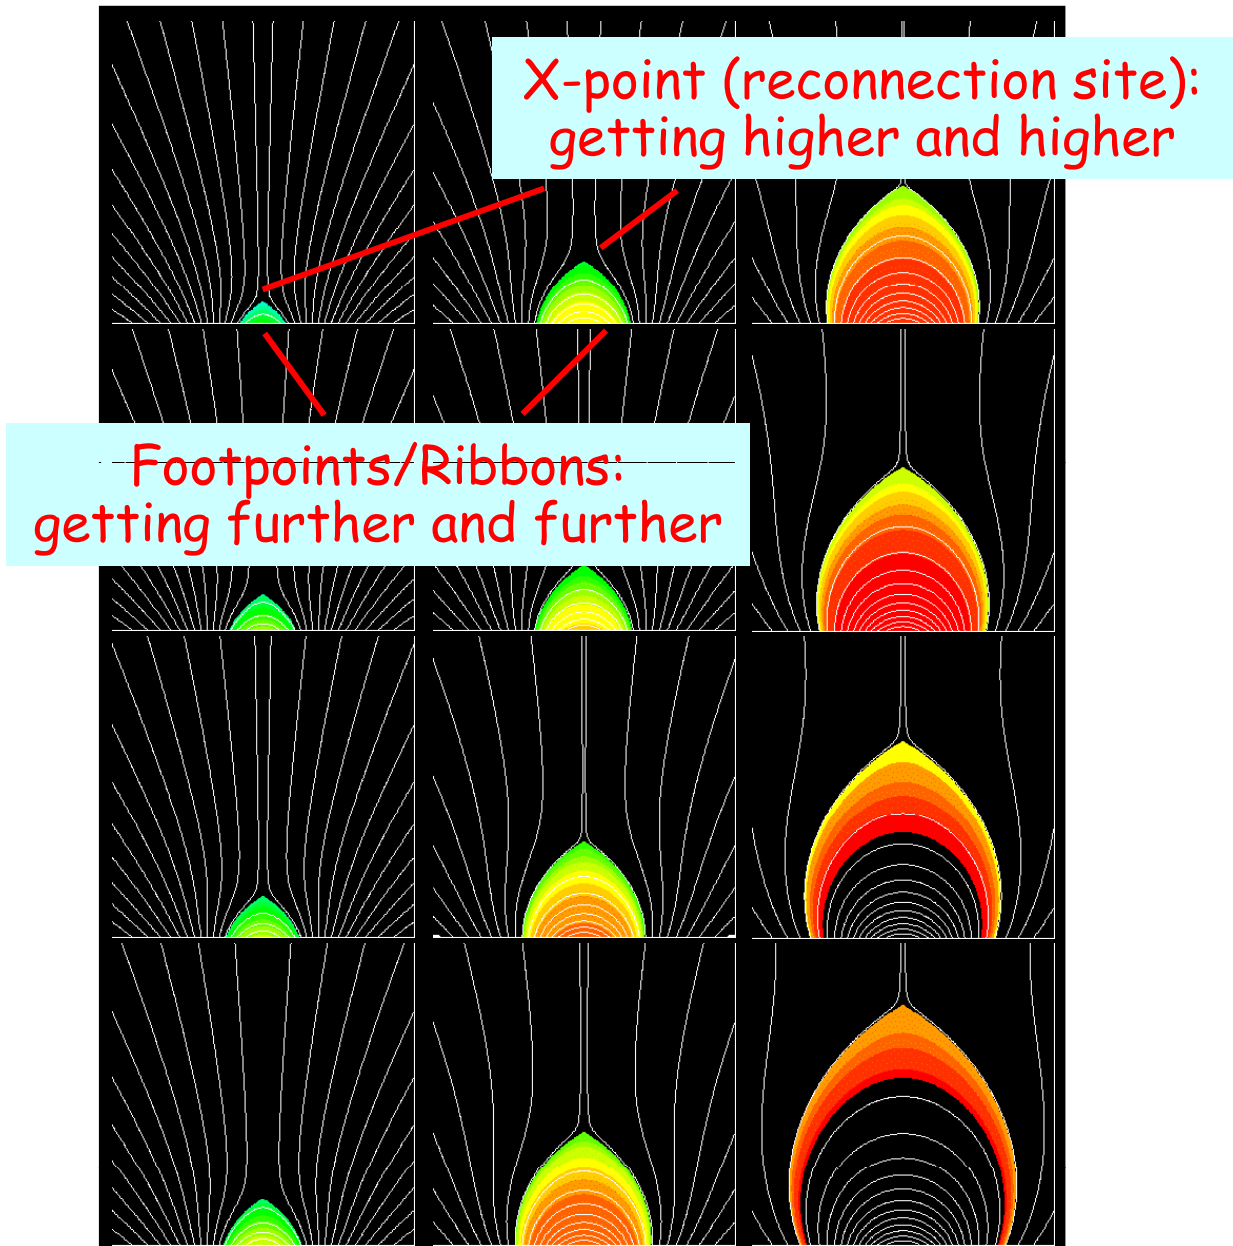 X-point (reconnection site):
getting higher and higher
Footpoints/Ribbons:
getting further and further